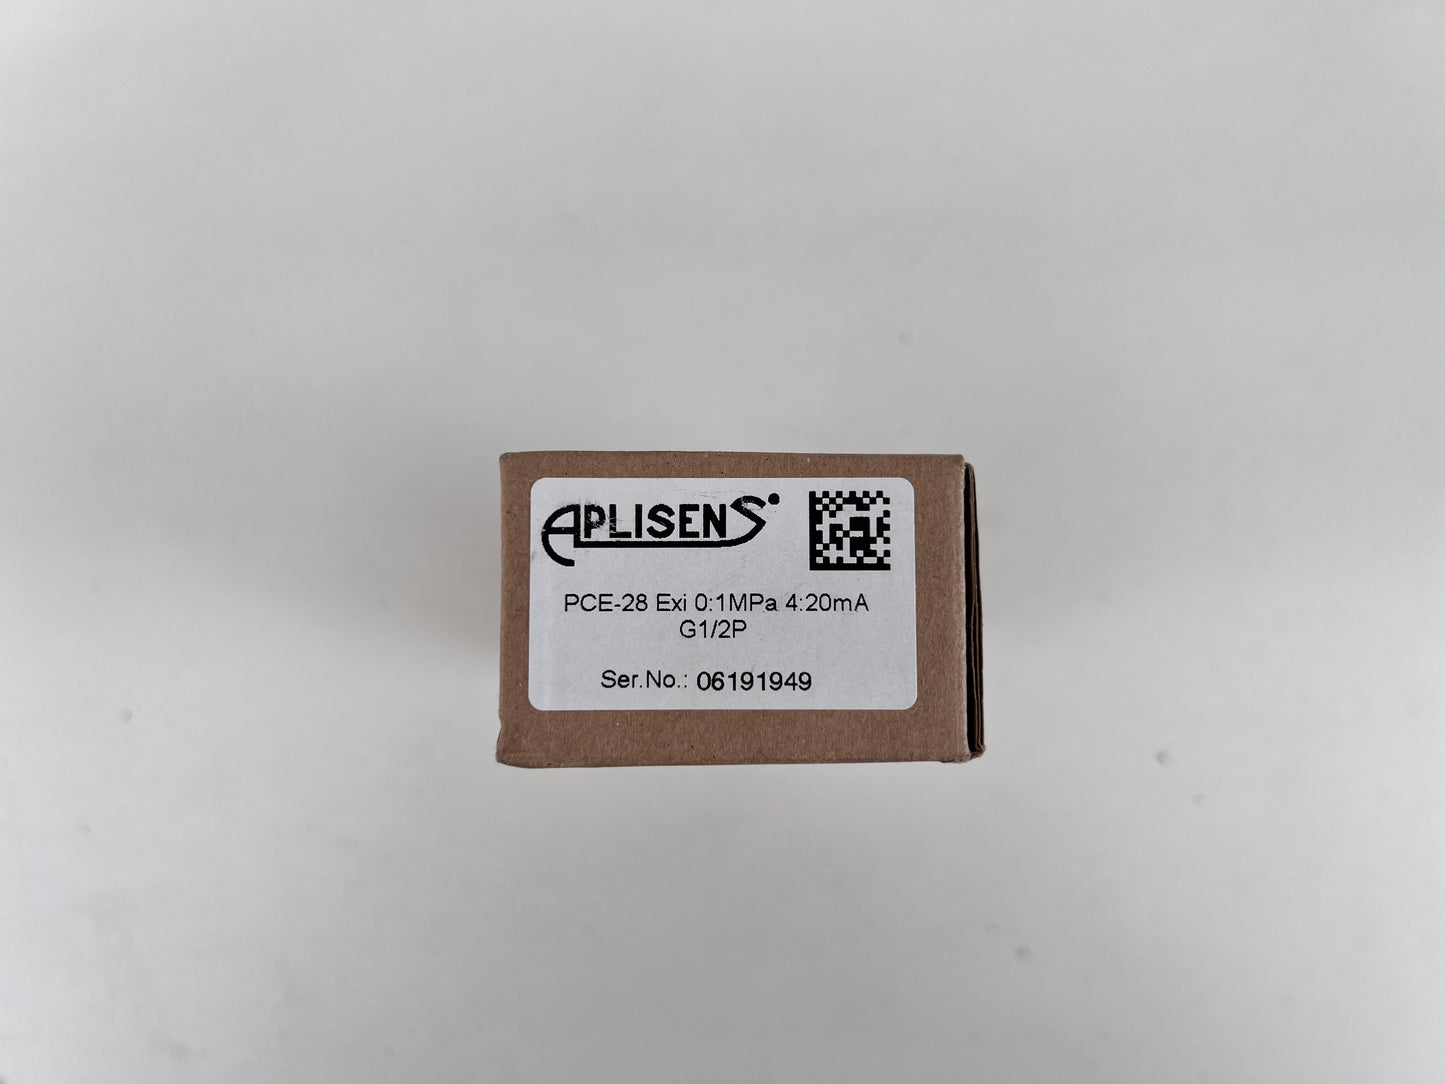 APLISENS
PCE-28 Exi 0:1MPa 4:20mA
G1/2P
Ser.No.: 06191949